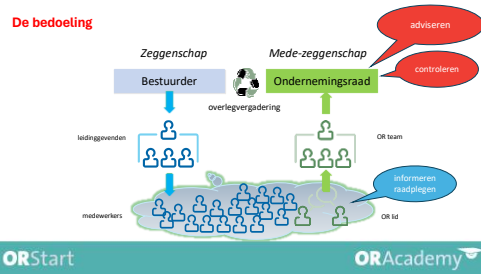 De bedoeling
adviseren
controleren
Zeggenschap
Mede-zeggenschap
Bestuurder
Ondernemingsraad
overlegvergadering
leidinggevenden
OR team
informeren
raadplegen
medewerkers
OR lid
ORStart
ORAcademy